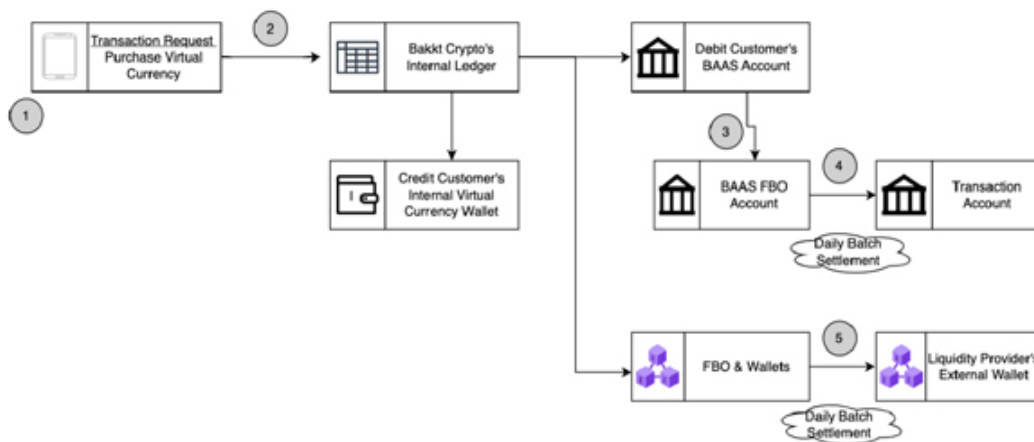 1
Transaction Request
Purchase Virtual
Currency
2
Bakkt Crypto's
Internal Ledger
Debit Customer's
BAAS Account
Credit Customer's
Internal Virtual
Currency Wallet
3
BAAS FBO
Account
4
Transaction
Account
Daily Batch
Settlement
FBO & Wallets
5
Liquidity Provider's
External Wallet
Daily Batch
Settlement